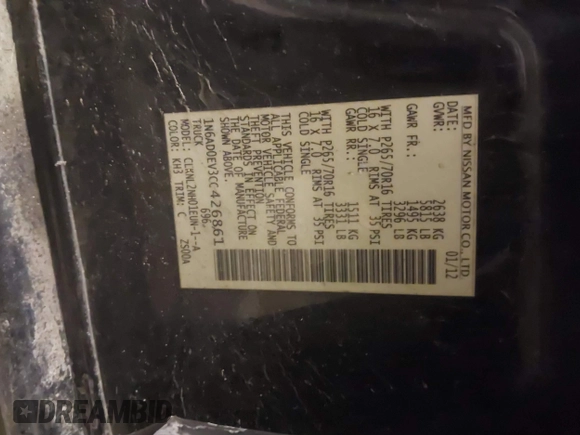 MFD BY NISSAN MOTOR CO.,LTD.
DATE: 01/12
GVWR: 2638 KG
5815 LB
GAWR FR.: 1495 KG
3296 LB
WITH P265/70R16 TIRES
16 X 7.0 RIMS AT 35 PSI
COLD SINGLE
GAWR RR.: 1511 KG
3331 LB
WITH P265/70R16 TIRES
16 X 7.0 RIMS AT 35 PSI
COLD SINGLE
THIS VEHICLE CONFORMS TO
ALL APPLICABLE FEDERAL
MOTOR VEHICLE SAFETY AND
THEFT PREVENTION
STANDARDS IN EFFECT ON
THE DATE OF MANUFACTURE
SHOWN ABOVE.
1N6AD0EV3CC426861
TRUCK
MODEL: CL5NLZNHD1EUN-1--A
COLOR: KH3 TRIM: C
DREAMBID